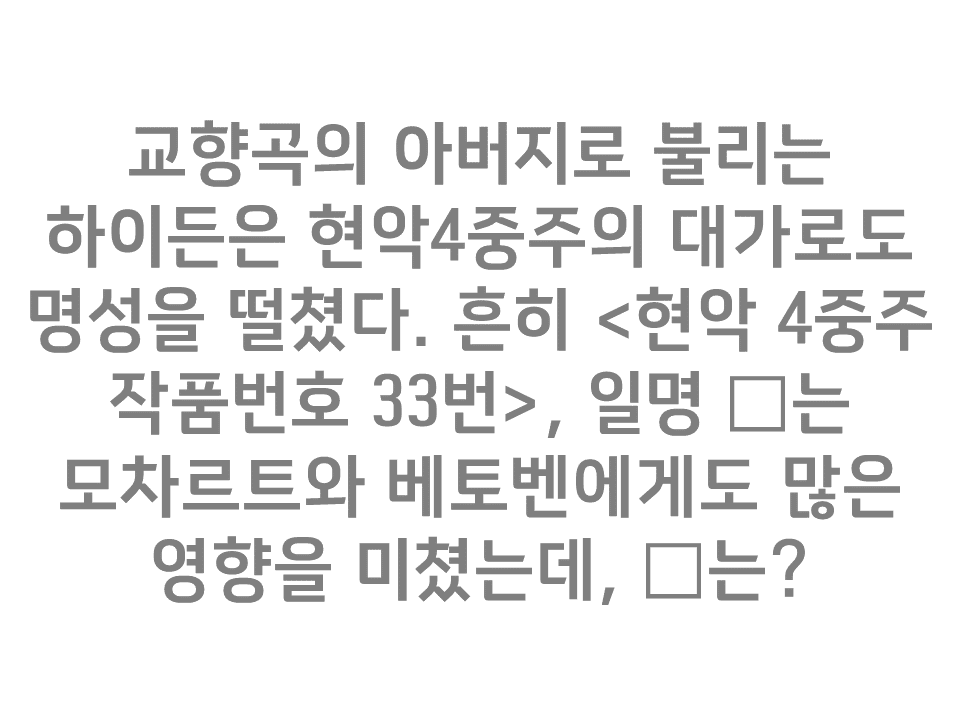 교향곡의 아버지로 불리는
하이든은 현악4중주의 대가로도
명성을 떨쳤다. 흔히 <현악 4중주
작품번호 33번>, 일명 □는
모차르트와 베토벤에게도 많은
영향을 미쳤는데, □는?